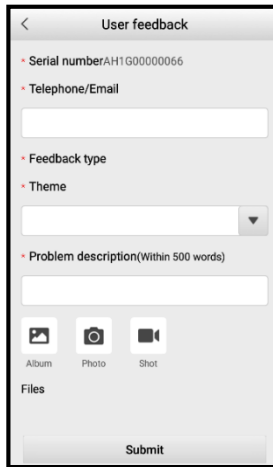 User feedback
* Serial numberAH1G00000066
* Telephone/Email
* Feedback type
* Theme
* Problem description(Within 500 words)
Album Photo Shot
Files
Submit